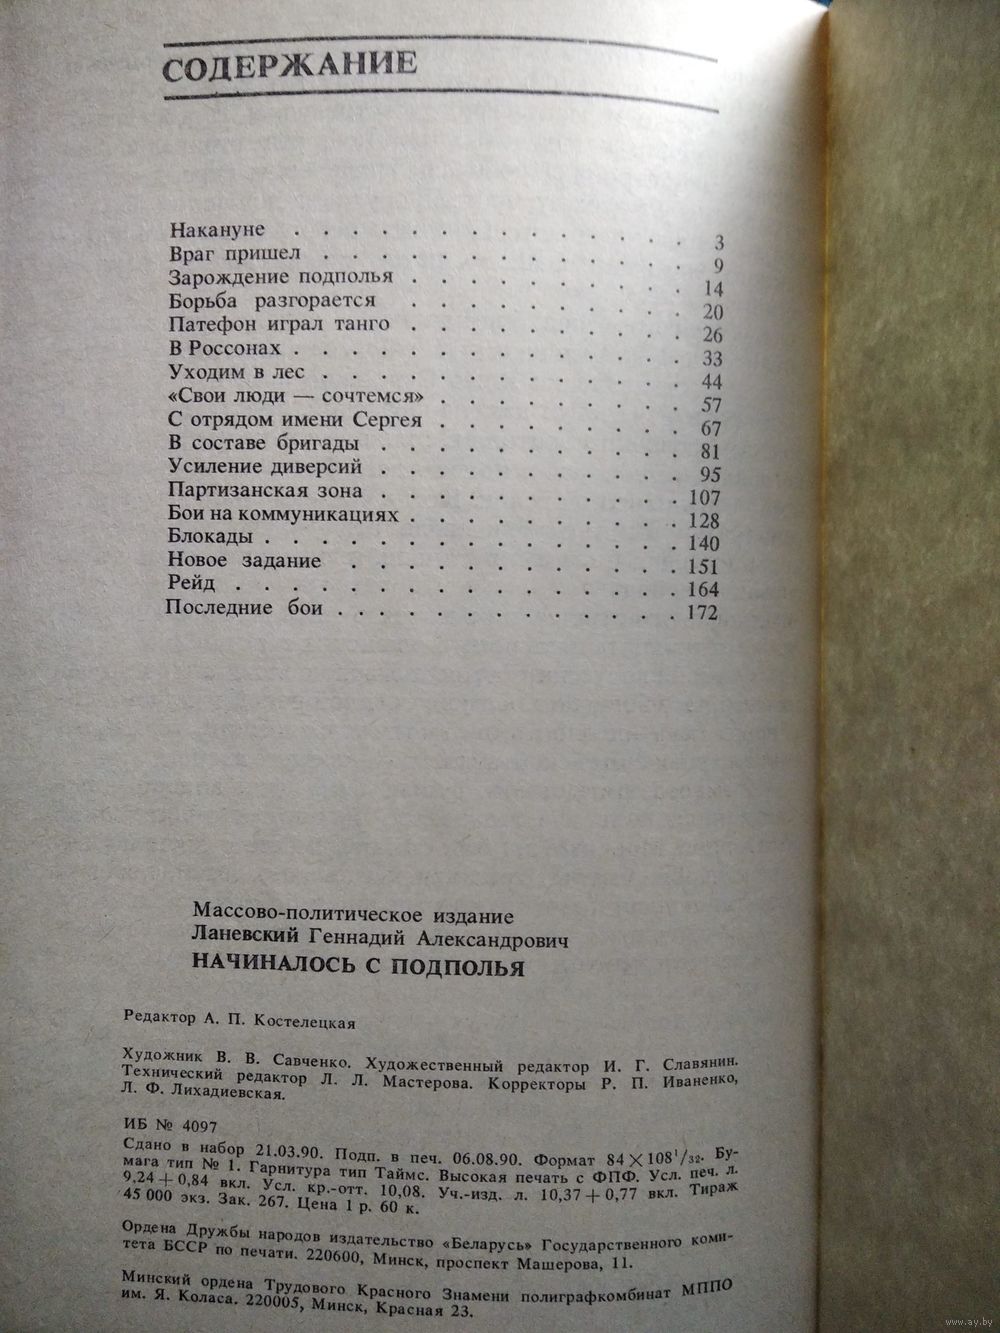 СОДЕРЖАНИЕ
Накануне . . . . . . . . . . . . . . 3
Враг пришел . . . . . . . . . . . . . 9
Зарождение подполья . . . . . . . . . . 14
Борьба разгорается . . . . . . . . . . 20
Патефон играл танго . . . . . . . . . . 26
В Россонах . . . . . . . . . . . . . . 33
Уходим в лес . . . . . . . . . . . . . 44
«Свои люди — сочтемся» . . . . . . . . . 57
С отрядом имени Сергея . . . . . . . . . 67
В составе бригады . . . . . . . . . . . 81
Усиление диверсий . . . . . . . . . . . 95
Партизанская зона . . . . . . . . . . . 107
Бои на коммуникациях . . . . . . . . . . 128
Блокады . . . . . . . . . . . . . . . 140
Новое задание . . . . . . . . . . . . 151
Рейд . . . . . . . . . . . . . . . . 164
Последние бои . . . . . . . . . . . . 172
Массово-политическое издание
Ланевский Геннадий Александрович
НАЧИНАЛОСЬ С ПОДПОЛЬЯ
Редактор А. П. Костелецкая
Художник В. В. Савченко. Художественный редактор И. Г. Славянин.
Технический редактор Л. Л. Мастерова. Корректоры Р. П. Иваненко,
Л. Ф. Лихадиевская.
ИБ № 4097
Сдано в набор 21.03.90. Подп. в печ. 06.08.90. Формат 84×108¹/₃₂. Бу-
мага тип № 1. Гарнитура тип Таймс. Высокая печать с ФПФ. Усл. печ. л.
9,24+0,84 вкл. Усл. кр.-отт. 10,08. Уч.-изд. л. 10,37+0,77 вкл. Тираж
45 000 экз. Зак. 267. Цена 1 р. 60 к.
Ордена Дружбы народов издательство «Беларусь» Государственного коми-
тета БССР по печати. 220600, Минск, проспект Машерова, 11.
Минский ордена Трудового Красного Знамени полиграфкомбинат МППО
им. Я. Коласа. 220005, Минск, Красная 23.
www.ay.by